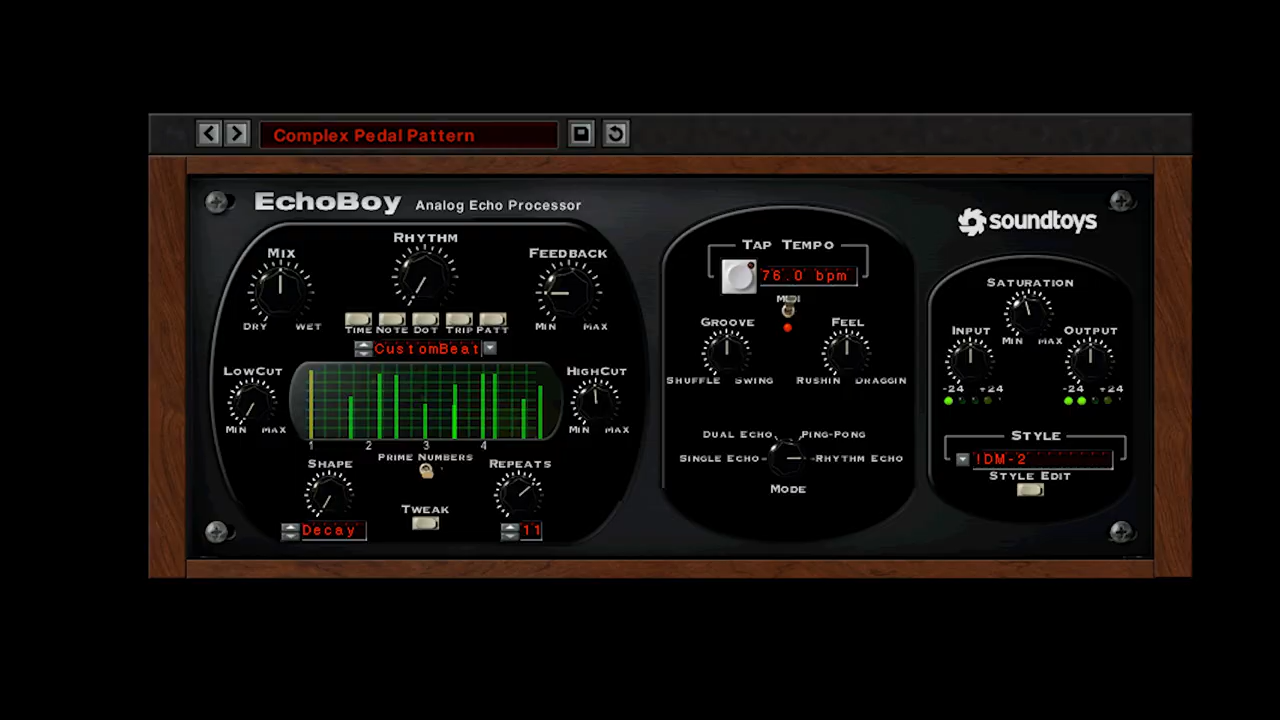 Complex Pedal Pattern
EchoBoy Analog Echo Processor
soundtoys
MIX
DRY WET
RHYTHM
FEEDBACK
MIN MAX
TIME NOTE DOT TRIP PATT
CustomBeat
LOWCUT
MIN MAX
HIGHCUT
MIN MAX
1 2 3 4
PRIME NUMBERS
SHAPE
Decay
TWEAK
REPEATS
11
TAP TEMPO
76.0 bpm
MIDI
GROOVE
SHUFFLE SWING
FEEL
RUSHIN DRAGGIN
DUAL ECHO PING-PONG
SINGLE ECHO RHYTHM ECHO
MODE
SATURATION
MIN MAX
INPUT
-24 +24
OUTPUT
-24 +24
STYLE
!DM-2
STYLE EDIT